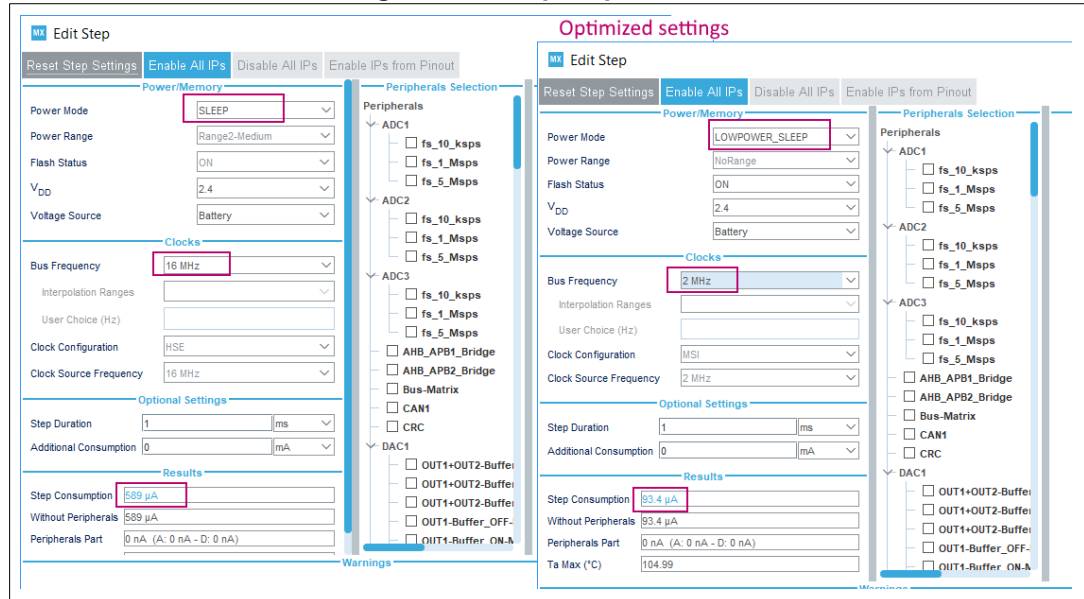 Optimized settings
MX Edit Step
Reset Step Settings Enable All IPs Disable All IPs Enable IPs from Pinout
Power/Memory
Power Mode SLEEP
Power Range Range2-Medium
Flash Status ON
VDD 2.4
Voltage Source Battery
Clocks
Bus Frequency 16 MHz
Interpolation Ranges
User Choice (Hz)
Clock Configuration HSE
Clock Source Frequency 16 MHz
Optional Settings
Step Duration 1 ms
Additional Consumption 0 mA
Results
Step Consumption 589 µA
Without Peripherals 589 µA
Peripherals Part 0 nA (A: 0 nA - D: 0 nA)
Peripherals Selection
Peripherals
ADC1
fs_10_ksps
fs_1_Msps
fs_5_Msps
ADC2
fs_10_ksps
fs_1_Msps
fs_5_Msps
ADC3
fs_10_ksps
fs_1_Msps
fs_5_Msps
AHB_APB1_Bridge
AHB_APB2_Bridge
Bus-Matrix
CAN1
CRC
DAC1
OUT1+OUT2-Buffe
OUT1+OUT2-Buffe
OUT1+OUT2-Buffe
OUT1-Buffer_OFF-
OUT1-Buffer_ON-M
Warnings
MX Edit Step
Reset Step Settings Enable All IPs Disable All IPs Enable IPs from Pinout
Power/Memory
Power Mode LOWPOWER_SLEEP
Power Range NoRange
Flash Status ON
VDD 2.4
Voltage Source Battery
Clocks
Bus Frequency 2 MHz
Interpolation Ranges
User Choice (Hz)
Clock Configuration MSI
Clock Source Frequency 2 MHz
Optional Settings
Step Duration 1 ms
Additional Consumption 0 mA
Results
Step Consumption 93.4 µA
Without Peripherals 93.4 µA
Peripherals Part 0 nA (A: 0 nA - D: 0 nA)
Ta Max (°C) 104.99
Peripherals Selection
Peripherals
ADC1
fs_10_ksps
fs_1_Msps
fs_5_Msps
ADC2
fs_10_ksps
fs_1_Msps
fs_5_Msps
ADC3
fs_10_ksps
fs_1_Msps
fs_5_Msps
AHB_APB1_Bridge
AHB_APB2_Bridge
Bus-Matrix
CAN1
CRC
DAC1
OUT1+OUT2-Buffe
OUT1+OUT2-Buffe
OUT1+OUT2-Buffe
OUT1-Buffer_OFF-
OUT1-Buffer_ON-M